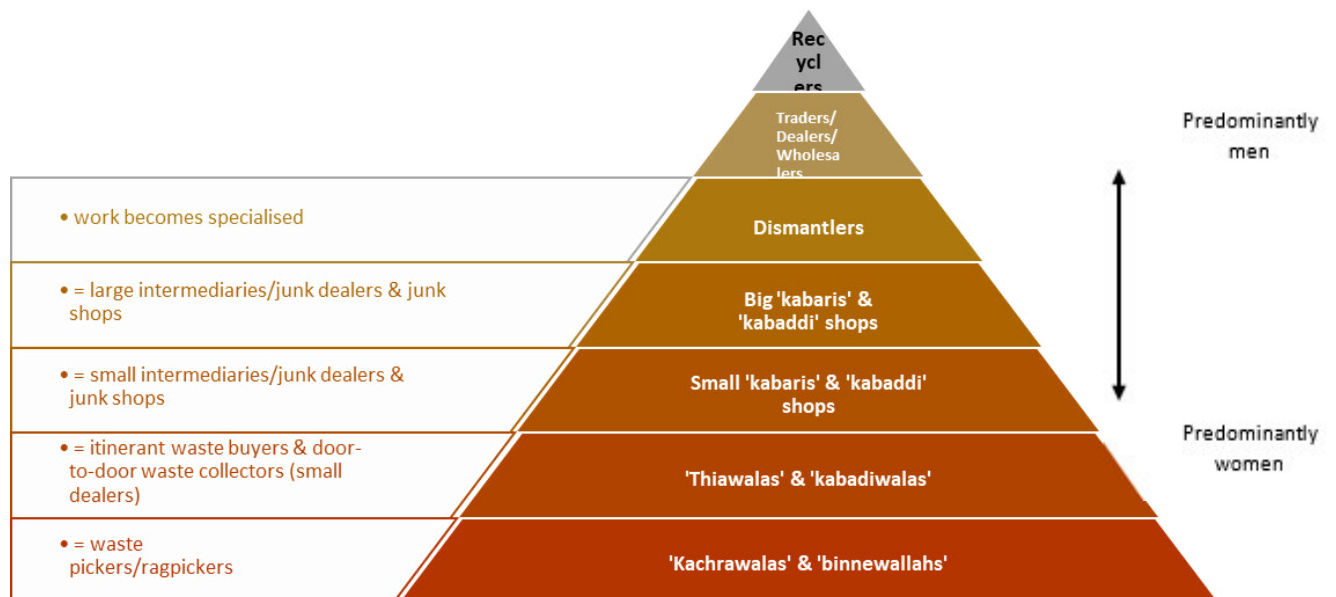 Rec
ycl
ers
Traders/
Dealers/
Wholesa
lers
Predominantly
men
• work becomes specialised
Dismantlers
• = large intermediaries/junk dealers & junk
shops
Big 'kabaris' &
'kabaddi' shops
• = small intermediaries/junk dealers &
junk shops
Small 'kabaris' & 'kabaddi'
shops
Predominantly
women
• = itinerant waste buyers & door-
to-door waste collectors (small
dealers)
'Thiawalas' & 'kabadiwalas'
• = waste
pickers/ragpickers
'Kachrawalas' & 'binnewallahs'